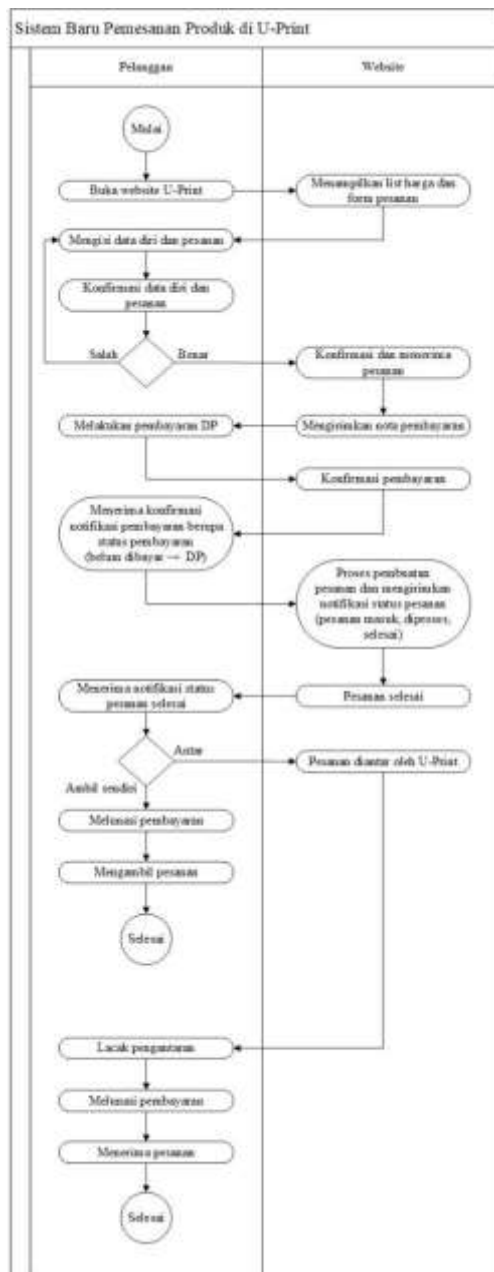 Sistem Baru Pemesanan Produk di U-Print
Pelanggan
Website
Mulai
Buka website U-Print
Menampilkan list harga dan
form pesanan
Mengisi data diri dan pesanan
Konfirmasi data diri dan
pesanan
Salah
Benar
Konfirmasi dan menerima
pesanan
Melakukan pembayaran DP
Mengirimkan nota pembayaran
Konfirmasi pembayaran
Menerima konfirmasi
notifikasi pembayaran berupa
status pembayaran
(belum dibayar → DP)
Proses pembuatan
pesanan dan mengirimkan
notifikasi status pesanan
(pesanan masuk, diproses,
selesai)
Menerima notifikasi status
pesanan selesai
Pesanan selesai
Antar
Pesanan diantar oleh U-Print
Ambil sendiri
Melunasi pembayaran
Mengambil pesanan
Selesai
Lacak pengantaran
Melunasi pembayaran
Menerima pesanan
Selesai